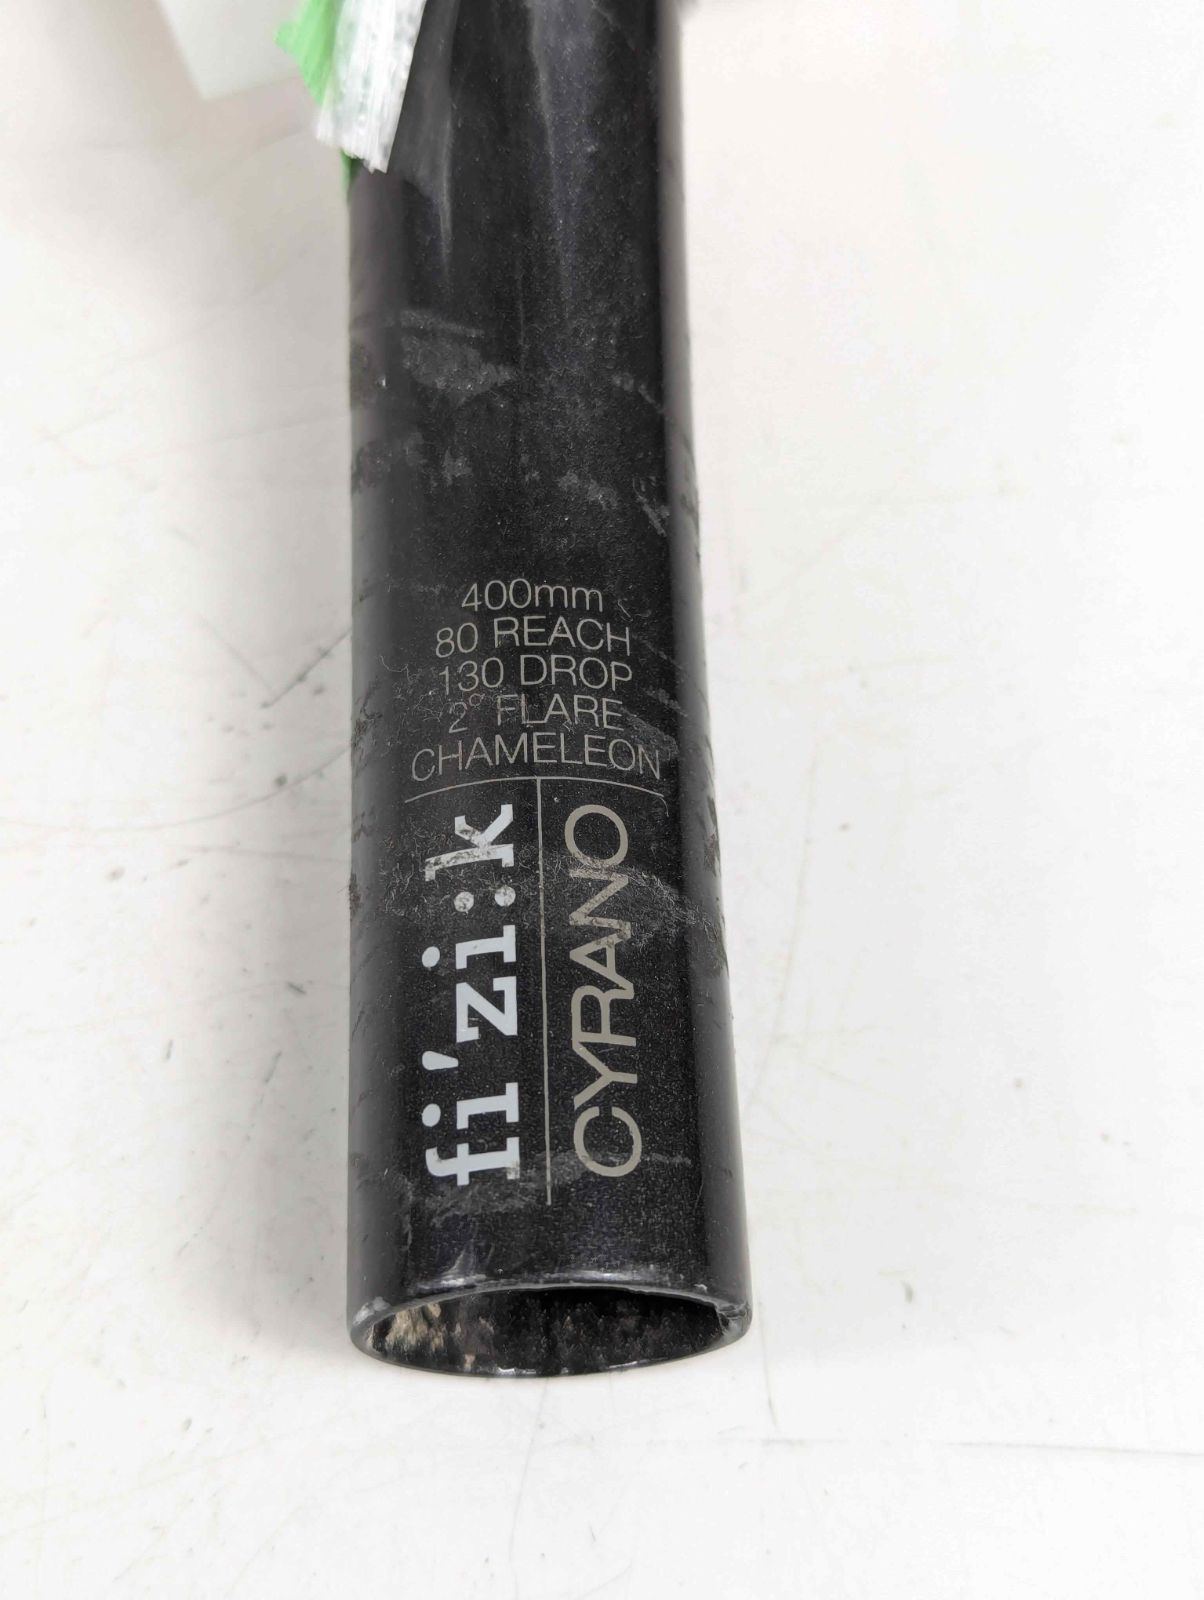 400mm
80 REACH
130 DROP
2° FLARE
CHAMELEON
fi'zi:k
CYRANO